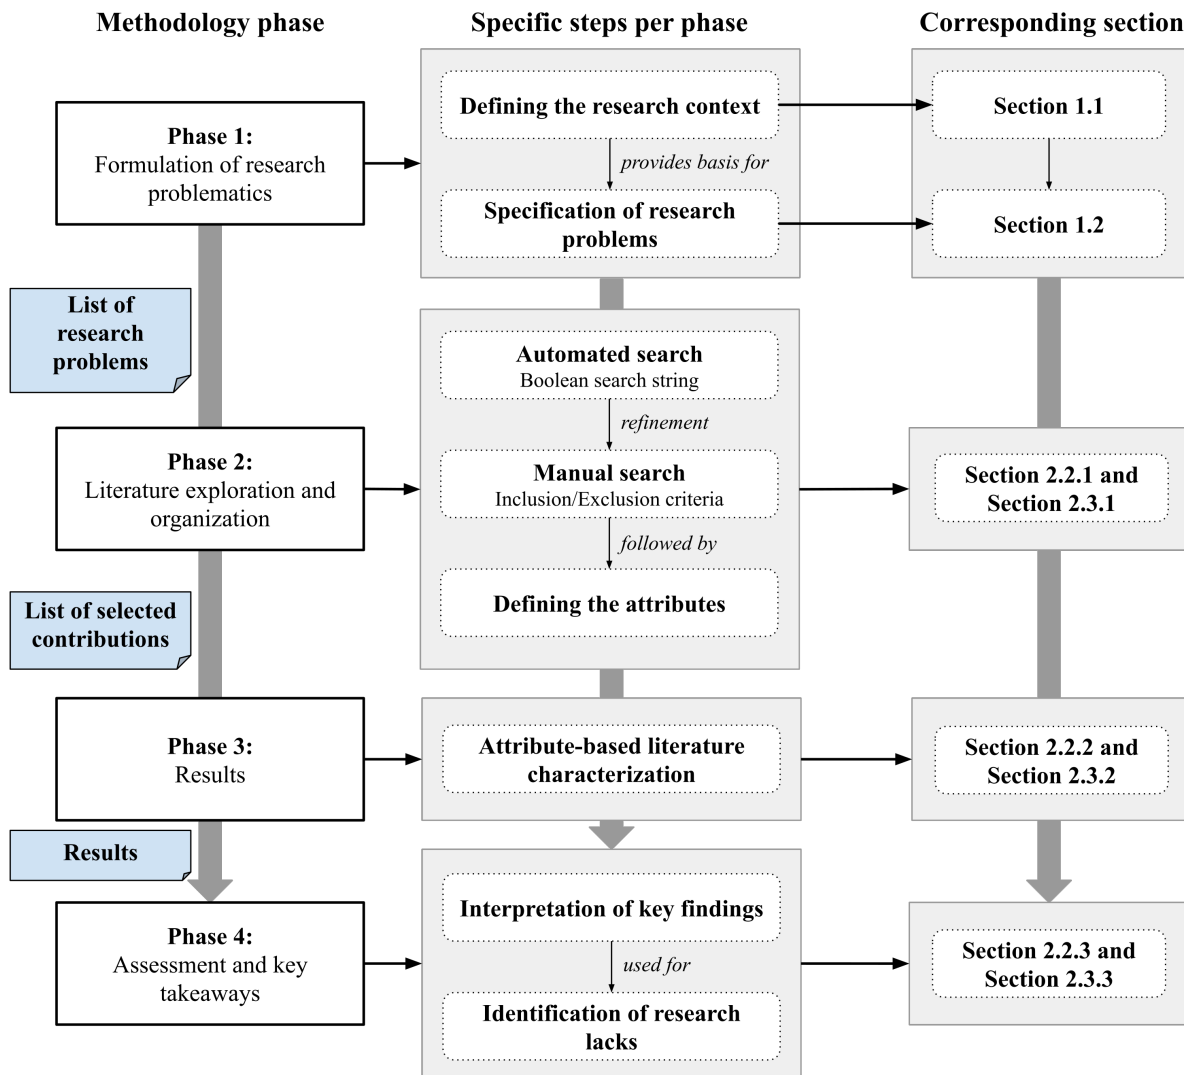 Methodology phase
Specific steps per phase
Corresponding section
Phase 1:
Formulation of research
problematics
Defining the research context
provides basis for
Specification of research
problems
Section 1.1
Section 1.2
List of
research
problems
Automated search
Boolean search string
refinement
Phase 2:
Literature exploration and
organization
Manual search
Inclusion/Exclusion criteria
followed by
Defining the attributes
Section 2.2.1 and
Section 2.3.1
List of selected
contributions
Phase 3:
Results
Attribute-based literature
characterization
Section 2.2.2 and
Section 2.3.2
Results
Phase 4:
Assessment and key
takeaways
Interpretation of key findings
used for
Identification of research
lacks
Section 2.2.3 and
Section 2.3.3